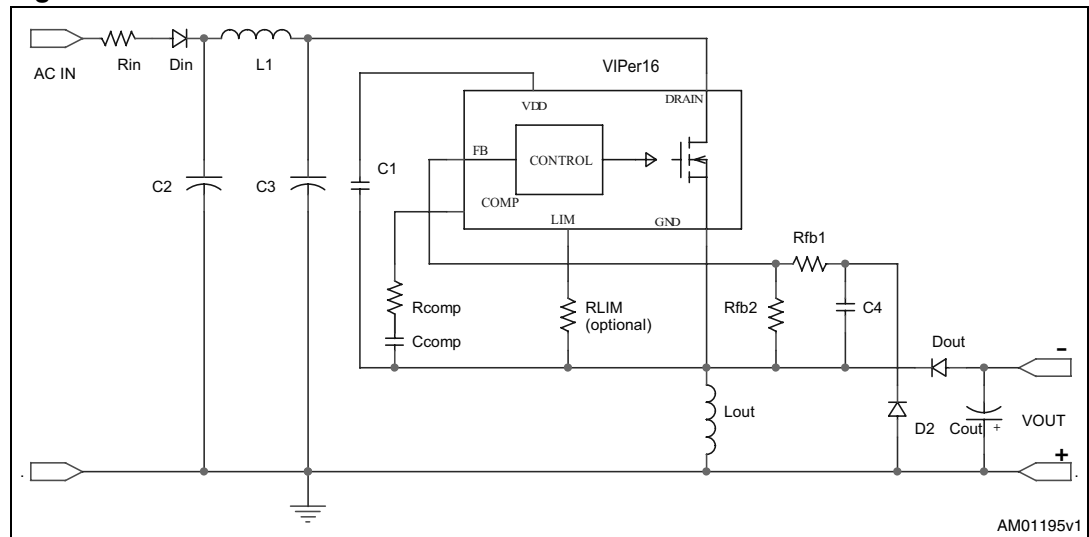 AC IN
Rin
Din
L1
VIPer16
VDD
DRAIN
FB
CONTROL
C1
C2
C3
COMP
LIM
GND
Rfb1
Rcomp
RLIM
(optional)
Rfb2
C4
Ccomp
Dout
-
Lout
D2
Cout
+
VOUT
+
AM01195v1